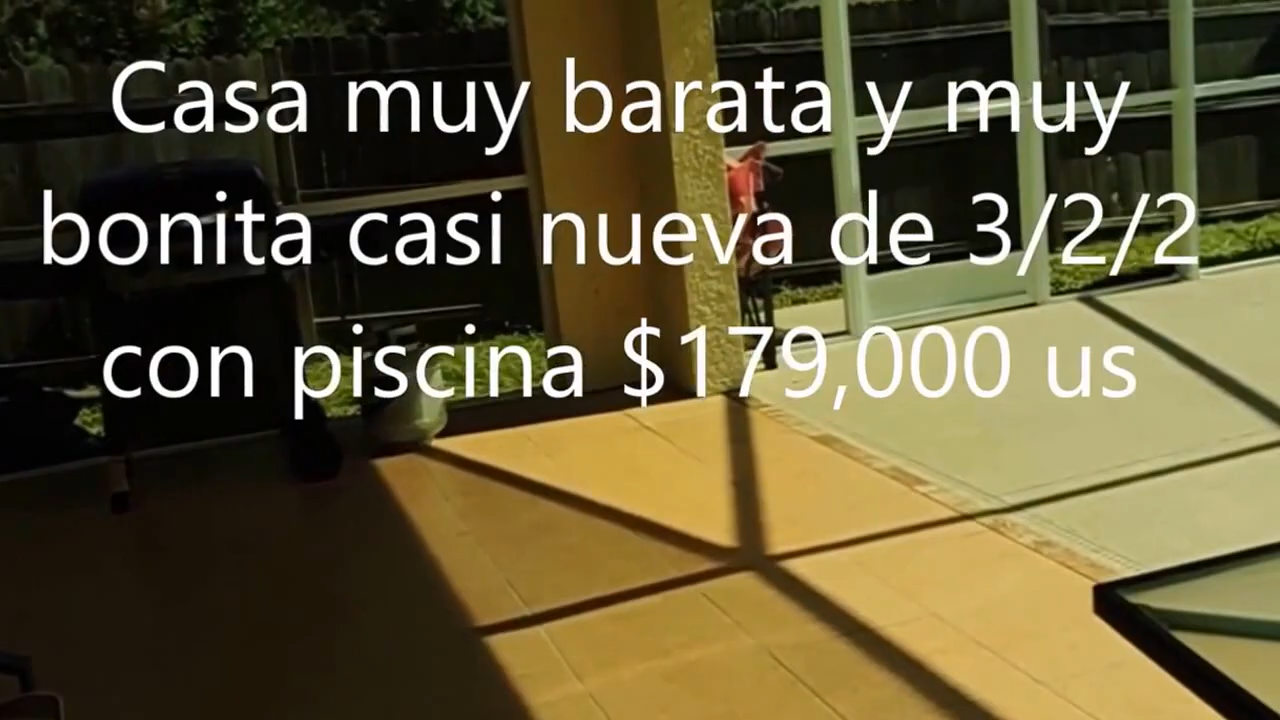 Casa muy barata y muy
bonita casi nueva de 3/2/2
con piscina $179,000 us